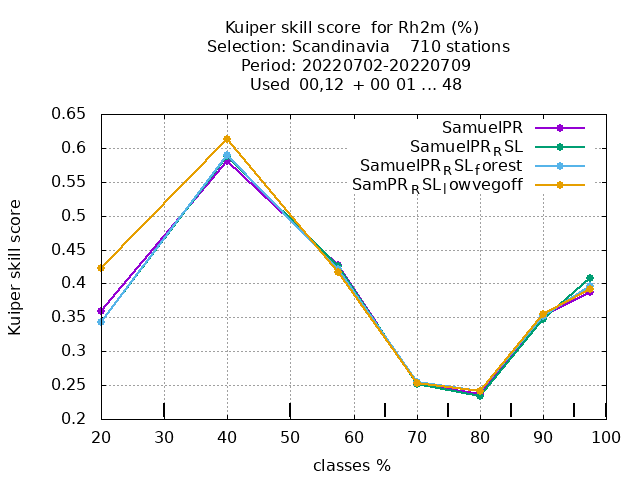 Kuiper skill score for Rh2m (%)
Selection: Scandinavia 710 stations
Period: 20220702-20220709
Used 00,12 + 00 01 ... 48
SamuelPR
SamuelPR_RSL
SamuelPR_RSL_forest
SamPR_RSL_lowvegoff
0.65
0.6
0.55
0.5
0.45
0.4
0.35
0.3
0.25
0.2
Kuiper skill score
20 30 40 50 60 70 80 90 100
classes %